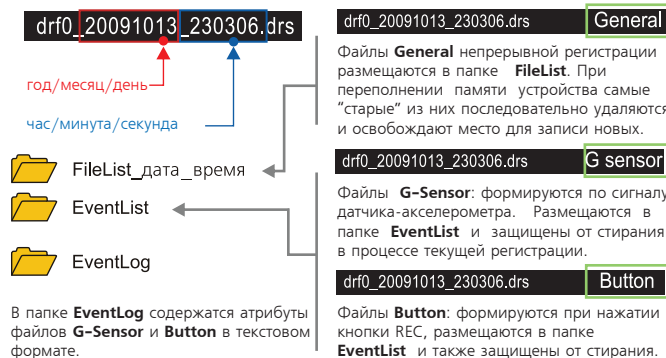 drf0_20091013_230306.drs
год/месяц/день
час/минута/секунда
FileList_дата_время
EventList
EventLog
В папке EventLog содержатся атрибуты
файлов G-Sensor и Button в текстовом
формате.
drf0_20091013_230306.drs General
Файлы General непрерывной регистрации
размещаются в папке FileList. При
переполнении памяти устройства самые
“старые” из них последовательно удаляются
и освобождают место для записи новых.
drf0_20091013_230306.drs G sensor
Файлы G-Sensor: формируются по сигналу
датчика-акселерометра. Размещаются в
папке EventList и защищены от стирания
в процессе текущей регистрации.
drf0_20091013_230306.drs Button
Файлы Button: формируются при нажатии
кнопки REC, размещаются в папке
EventList и также защищены от стирания.